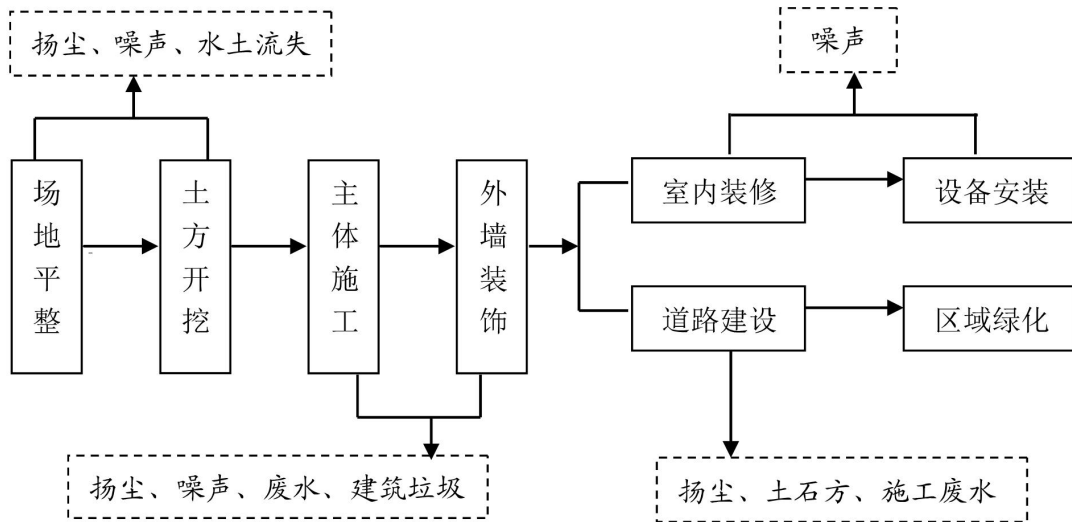 扬尘、噪声、水土流失
噪声
场地平整
土方开挖
主体施工
外墙装饰
室内装修
设备安装
道路建设
区域绿化
扬尘、噪声、废水、建筑垃圾
扬尘、土石方、施工废水